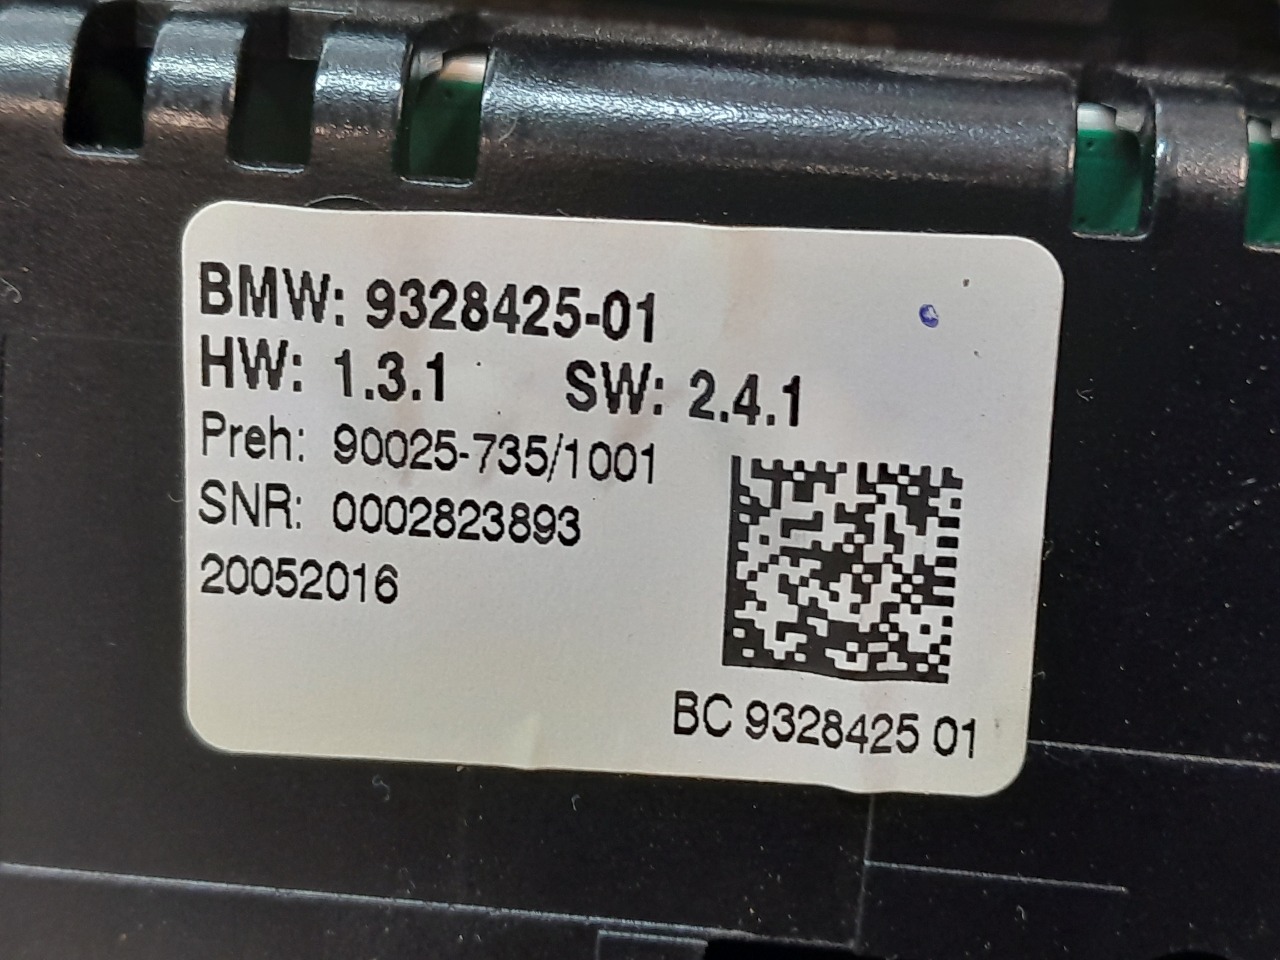 BMW: 9328425-01
HW: 1.3.1 SW: 2.4.1
Preh: 90025-735/1001
SNR: 0002823893
20052016
BC 9328425 01